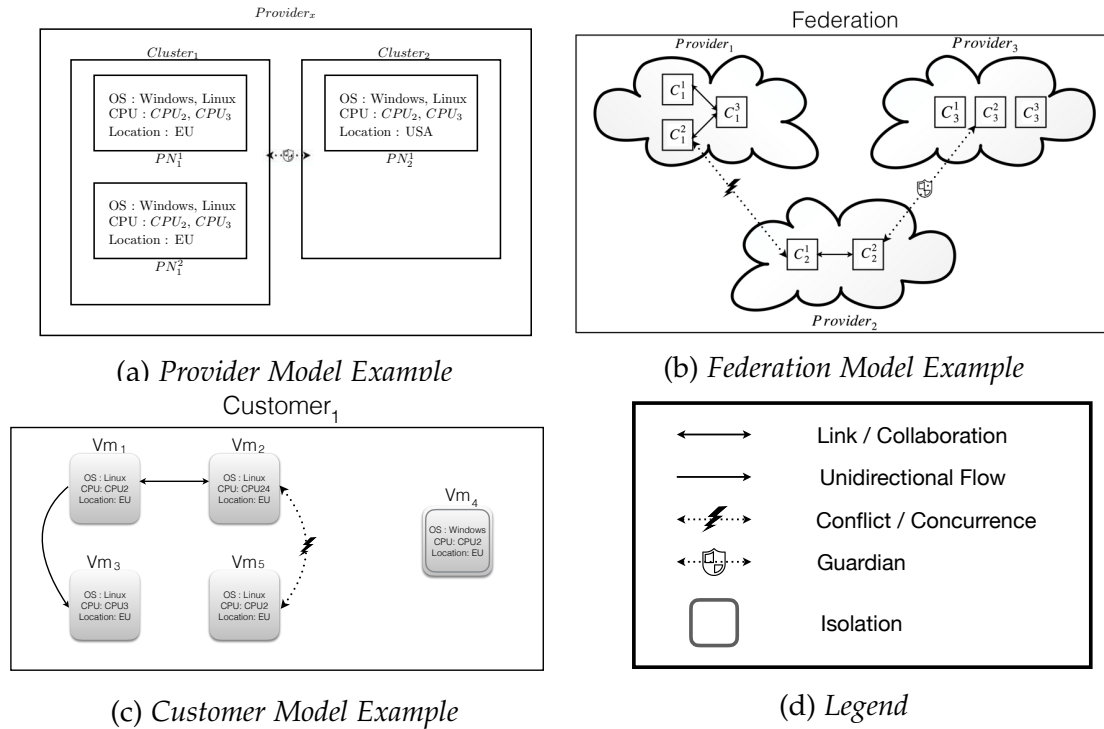 Provider_x
Cluster_1
OS : Windows, Linux
CPU : CPU_2, CPU_3
Location : EU
PN_1^1
OS : Windows, Linux
CPU : CPU_2, CPU_3
Location : EU
PN_1^2
Cluster_2
OS : Windows, Linux
CPU : CPU_2, CPU_3
Location : USA
PN_2^1
(a) Provider Model Example
Federation
Provider_1
C_1^1
C_1^3
C_1^2
Provider_3
C_3^1
C_3^2
C_3^3
C_2^1
C_2^2
Provider_2
(b) Federation Model Example
Customer_1
Vm_1
OS : Linux
CPU: CPU2
Location: EU
Vm_2
OS : Linux
CPU: CPU24
Location: EU
Vm_3
OS : Linux
CPU: CPU3
Location: EU
Vm_5
OS : Linux
CPU: CPU2
Location: EU
Vm_4
OS : Windows
CPU: CPU2
Location: EU
(c) Customer Model Example
Link / Collaboration
Unidirectional Flow
Conflict / Concurrence
Guardian
Isolation
(d) Legend